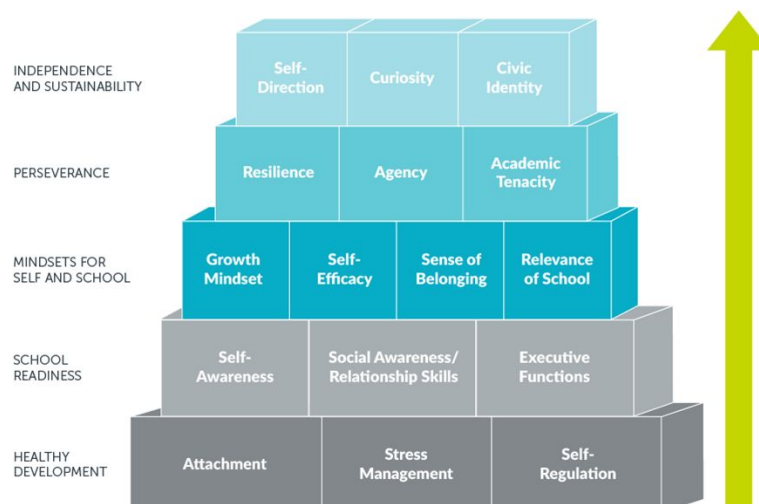 INDEPENDENCE
AND SUSTAINABILITY
Self-
Direction
Curiosity
Civic
Identity
PERSEVERANCE
Resilience
Agency
Academic
Tenacity
MINDSETS FOR
SELF AND SCHOOL
Growth
Mindset
Self-
Efficacy
Sense of
Belonging
Relevance
of School
SCHOOL
READINESS
Self-
Awareness
Social Awareness/
Relationship Skills
Executive
Functions
HEALTHY
DEVELOPMENT
Attachment
Stress
Management
Self-
Regulation